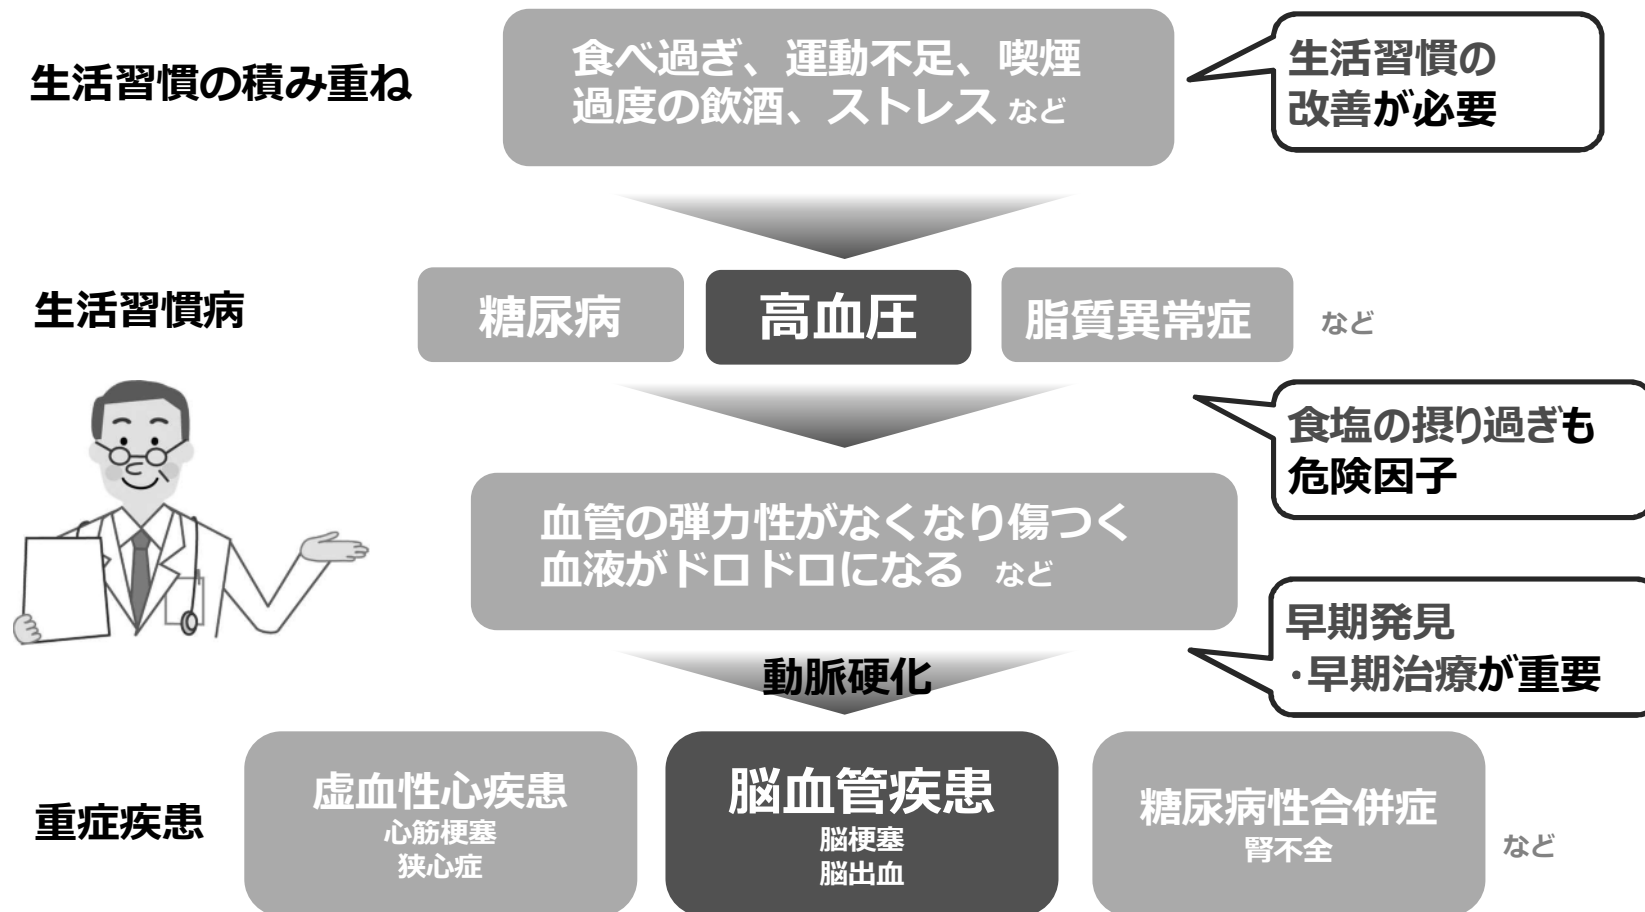 生活習慣の積み重ね
食べ過ぎ、運動不足、喫煙
過度の飲酒、ストレス など
生活習慣の
改善が必要
生活習慣病
糖尿病
高血圧
脂質異常症
など
食塩の摂り過ぎも
危険因子
血管の弾力性がなくなり傷つく
血液がドロドロになる など
早期発見
・早期治療が重要
動脈硬化
重症疾患
虚血性心疾患
心筋梗塞
狭心症
脳血管疾患
脳梗塞
脳出血
糖尿病性合併症
腎不全
など